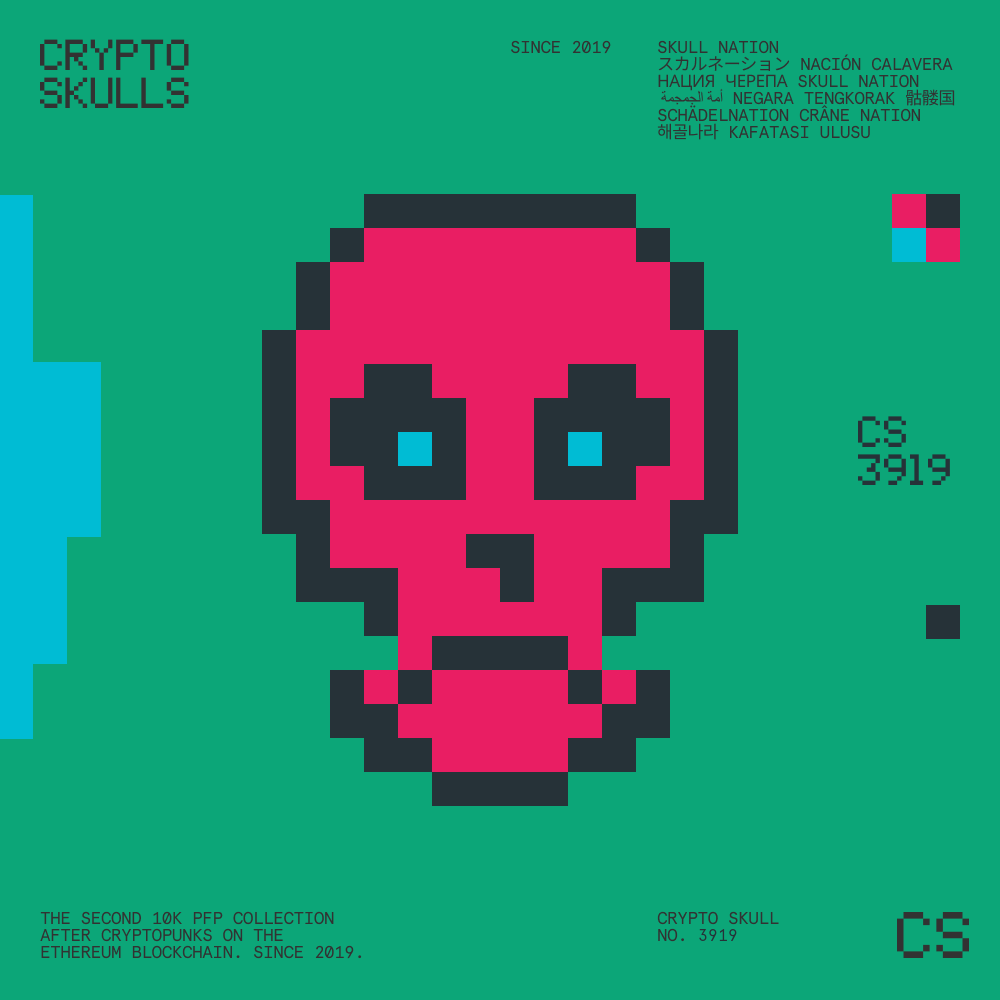 CRYPTO
SKULLS
SINCE 2019
SKULL NATION
スカルネーション NACIÓN CALAVERA
НАЦИЯ ЧЕРЕПА SKULL NATION
أمة الجمجمة NEGARA TENGKORAK 骷髅国
SCHÄDELNATION CRÂNE NATION
해골나라 KAFATASI ULUSU
CS
3919
THE SECOND 10K PFP COLLECTION
AFTER CRYPTOPUNKS ON THE
ETHEREUM BLOCKCHAIN. SINCE 2019.
CRYPTO SKULL
NO. 3919
CS